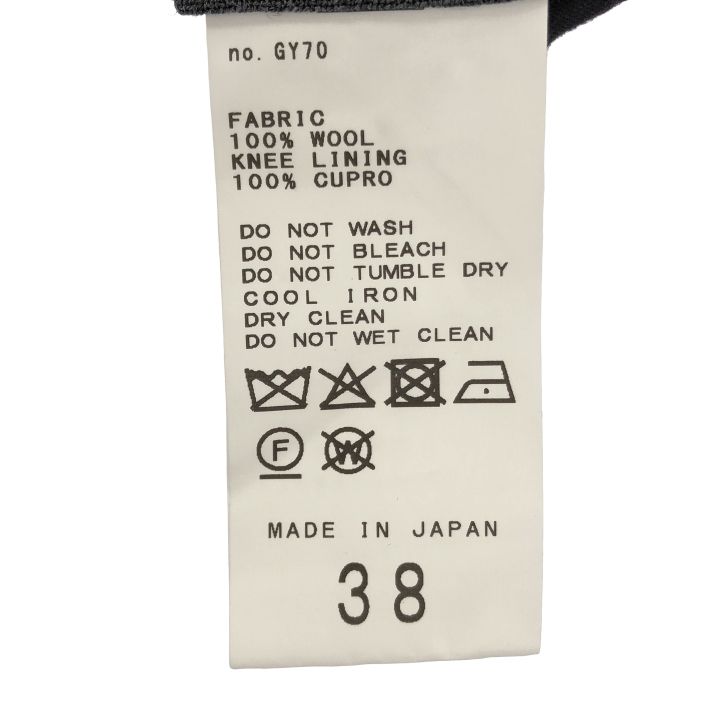 no. GY70
FABRIC
100% WOOL
KNEE LINING
100% CUPRO
DO NOT WASH
DO NOT BLEACH
DO NOT TUMBLE DRY
COOL IRON
DRY CLEAN
DO NOT WET CLEAN
F W
MADE IN JAPAN
38